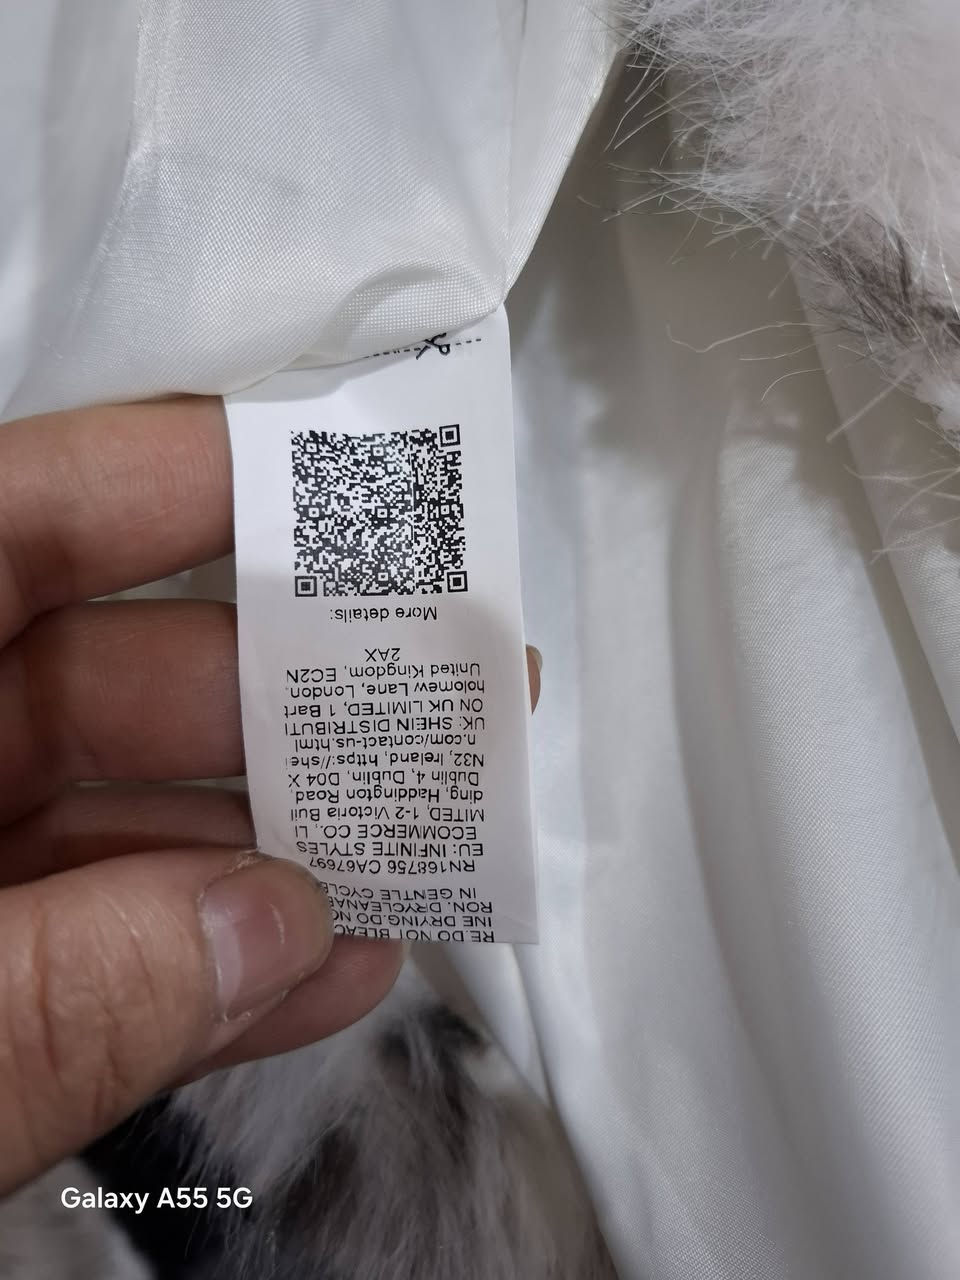 RE.DO NOT BLEAC
INE DRYING.DO NO
RON. DRYCLEANAB
IN GENTLE CYCLE
RN168756 CA67697
EU: INFINITE STYLES
ECOMMERCE CO., LI
MITED, 1-2 Victoria Buil
ding, Haddington Road,
Dublin 4, Dublin, D04 X
N32, Ireland, https://shei
n.com/contact-us.html
UK: SHEIN DISTRIBUTI
ON UK LIMITED, 1 Bart
holomew Lane, London,
United Kingdom, EC2N
2AX
More details:
Galaxy A55 5G